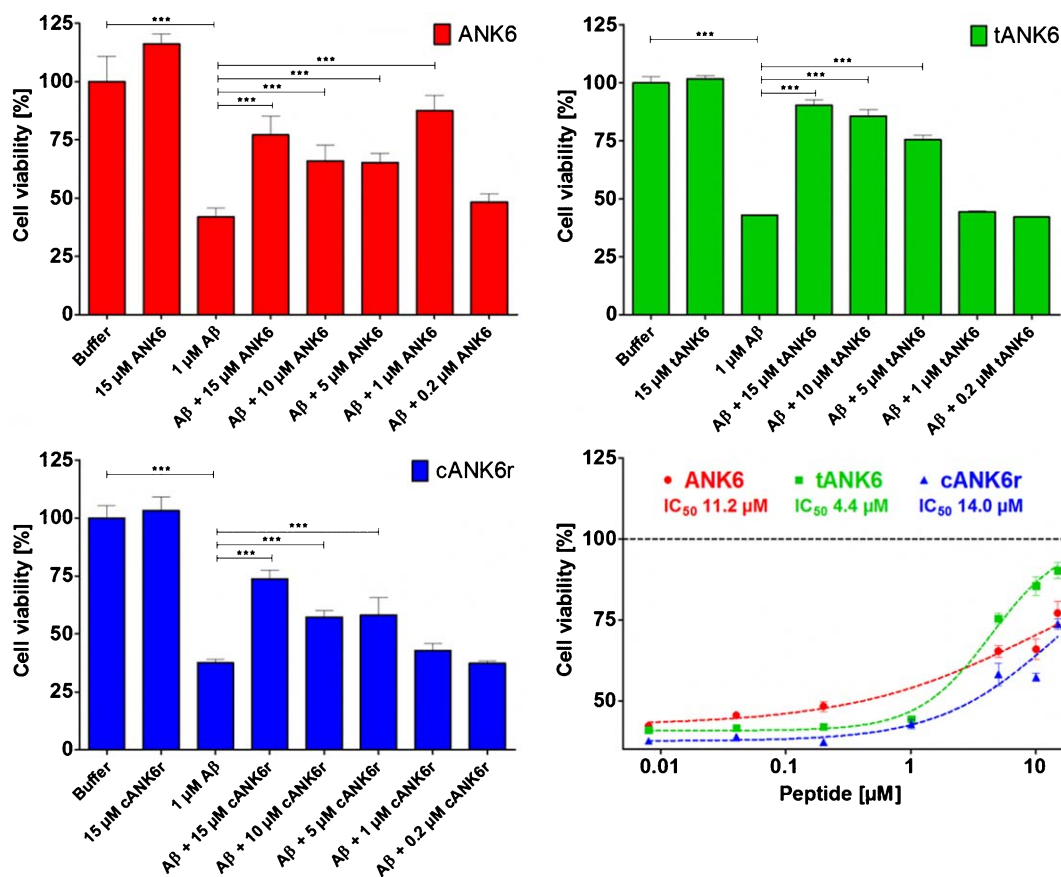 ANK6
Cell viability [%]
125
100
75
50
25
0
***
***
***
***
***
Buffer
15 µM ANK6
1 µM Aβ
Aβ + 15 µM ANK6
Aβ + 10 µM ANK6
Aβ + 5 µM ANK6
Aβ + 1 µM ANK6
Aβ + 0.2 µM ANK6
tANK6
Cell viability [%]
125
100
75
50
25
0
***
***
***
***
Buffer
15 µM tANK6
1 µM Aβ
Aβ + 15 µM tANK6
Aβ + 10 µM tANK6
Aβ + 5 µM tANK6
Aβ + 1 µM tANK6
Aβ + 0.2 µM tANK6
cANK6r
Cell viability [%]
125
100
75
50
25
0
***
***
***
***
Buffer
15 µM cANK6r
1 µM Aβ
Aβ + 15 µM cANK6r
Aβ + 10 µM cANK6r
Aβ + 5 µM cANK6r
Aβ + 1 µM cANK6r
Aβ + 0.2 µM cANK6r
ANK6 tANK6 cANK6r
IC50 11.2 µM IC50 4.4 µM IC50 14.0 µM
Cell viability [%]
125
100
75
50
0.01 0.1 1 10
Peptide [µM]